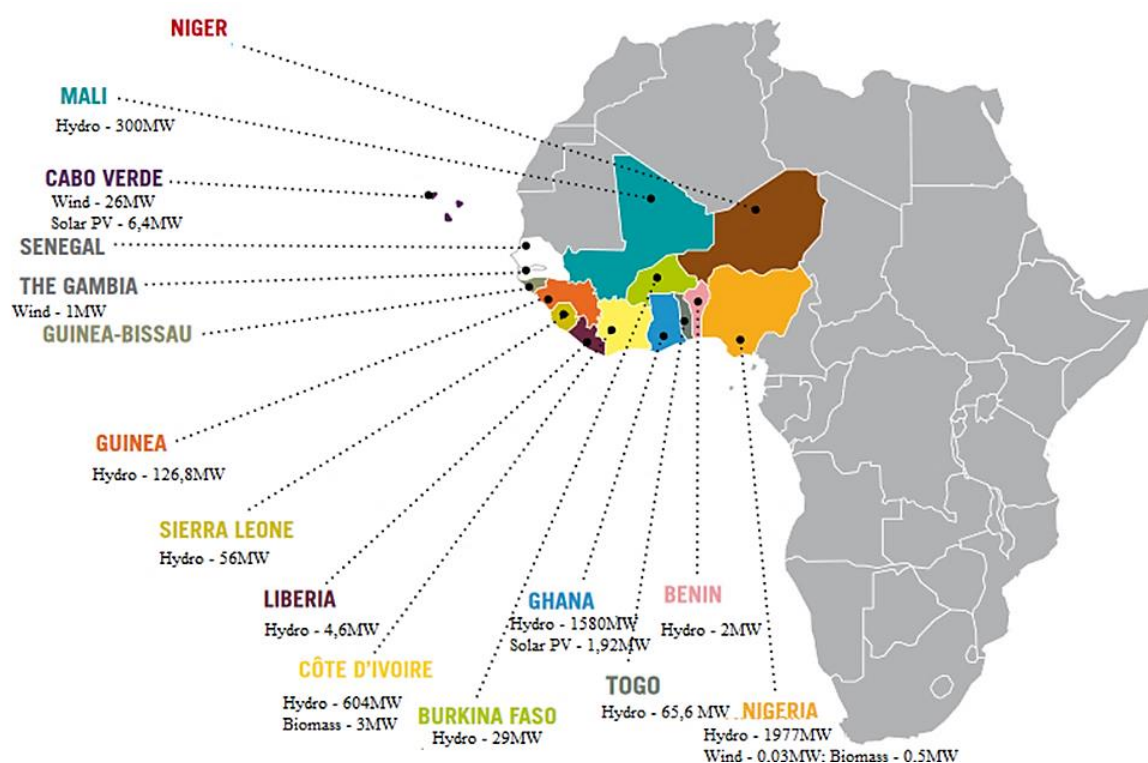 NIGER
MALI
Hydro - 300MW
CABO VERDE
Wind - 26MW
Solar PV - 6,4MW
SENEGAL
THE GAMBIA
Wind - 1MW
GUINEA-BISSAU
GUINEA
Hydro - 126,8MW
SIERRA LEONE
Hydro - 56MW
LIBERIA
Hydro - 4,6MW
CÔTE D'IVOIRE
Hydro - 604MW
Biomass - 3MW
BURKINA FASO
Hydro - 29MW
GHANA
Hydro - 1580MW
Solar PV - 1,92MW
BENIN
Hydro - 2MW
TOGO
Hydro - 65,6 MW
NIGERIA
Hydro - 1977MW
Wind - 0,03MW; Biomass - 0,5MW